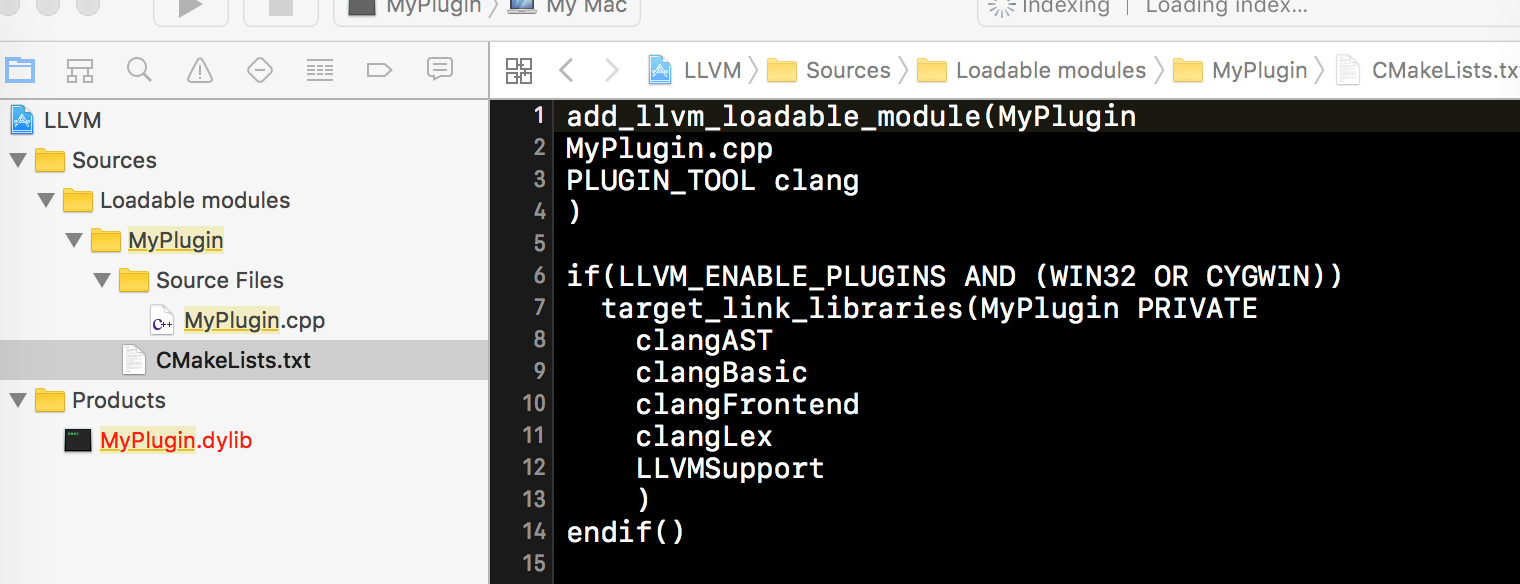 MyPlugin My Mac Indexing Loading index...
LLVM Sources Loadable modules MyPlugin CMakeLists.tx
LLVM
Sources
Loadable modules
MyPlugin
Source Files
MyPlugin.cpp
CMakeLists.txt
Products
MyPlugin.dylib
1 add_llvm_loadable_module(MyPlugin
2 MyPlugin.cpp
3 PLUGIN_TOOL clang
4 )
5
6 if(LLVM_ENABLE_PLUGINS AND (WIN32 OR CYGWIN))
7 target_link_libraries(MyPlugin PRIVATE
8 clangAST
9 clangBasic
10 clangFrontend
11 clangLex
12 LLVMSupport
13 )
14 endif()
15